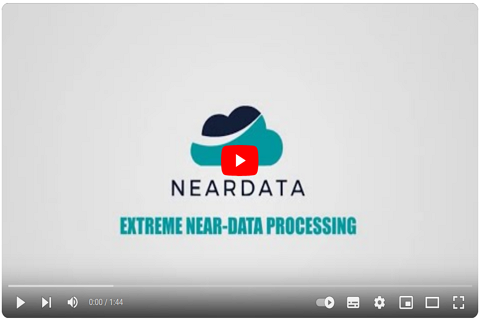 NEARDATA
EXTREME NEAR-DATA PROCESSING
0:00 / 1:44